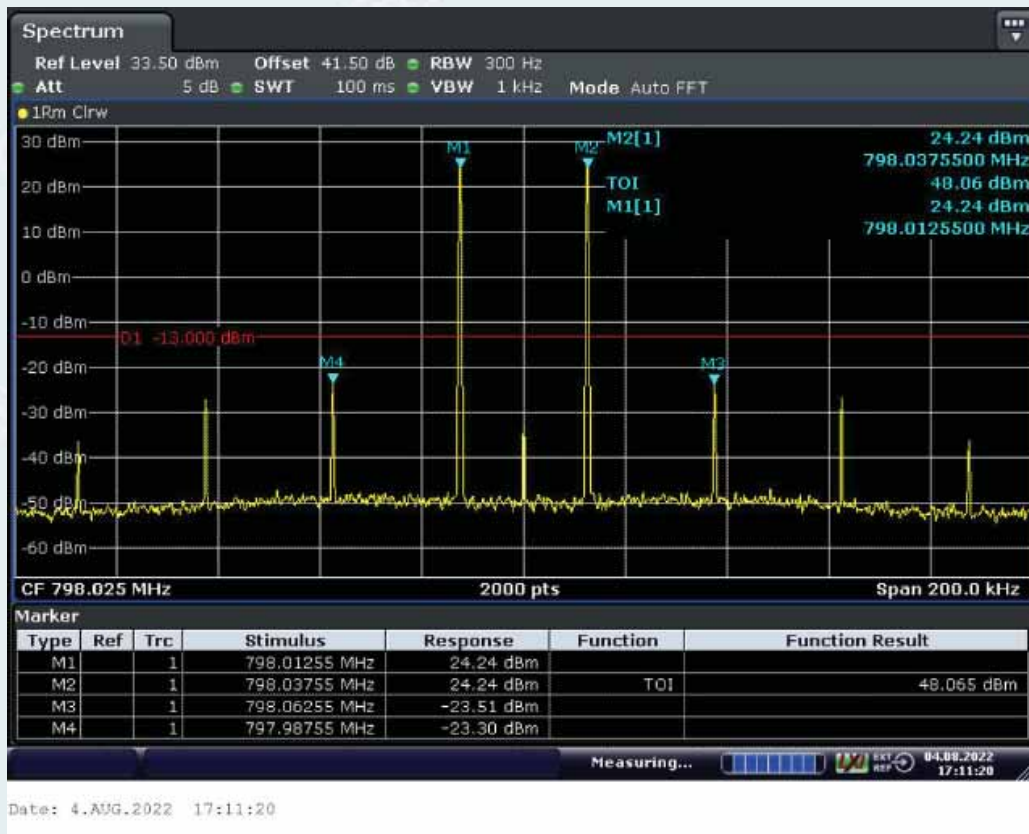 Spectrum
Ref Level 33.50 dBm Offset 41.50 dB RBW 300 Hz
Att 5 dB SWT 100 ms VBW 1 kHz Mode Auto FFT
1Rm Clrw
30 dBm
M1
M2
M2[1] 24.24 dBm
798.0375500 MHz
20 dBm
TOI 48.06 dBm
M1[1] 24.24 dBm
10 dBm
798.0125500 MHz
0 dBm
-10 dBm
D1 -13.000 dBm
-20 dBm
M4
M3
-30 dBm
-40 dBm
-50 dBm
-60 dBm
CF 798.025 MHz 2000 pts Span 200.0 kHz
Marker
Type Ref Trc Stimulus Response Function Function Result
M1 1 798.01255 MHz 24.24 dBm
M2 1 798.03755 MHz 24.24 dBm TOI 48.065 dBm
M3 1 798.06255 MHz -23.51 dBm
M4 1 797.98755 MHz -23.30 dBm
Measuring... LXI EXT REF 04.08.2022
17:11:20
Date: 4.AUG.2022 17:11:20